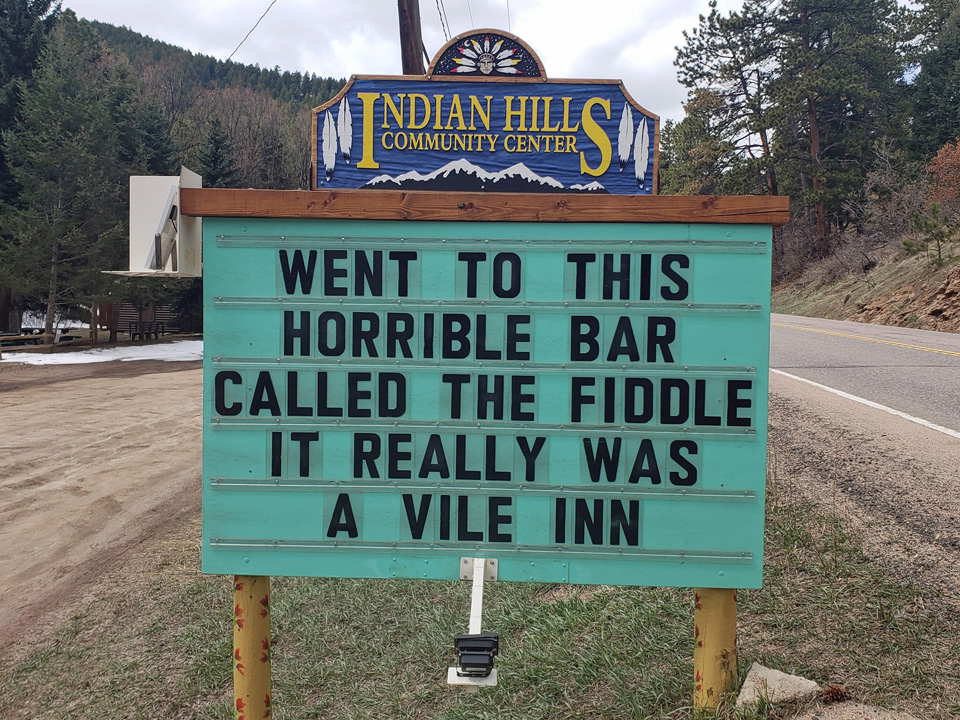 INDIAN HILLS
COMMUNITY CENTER
WENT TO THIS
HORRIBLE BAR
CALLED THE FIDDLE
IT REALLY WAS
A VILE INN